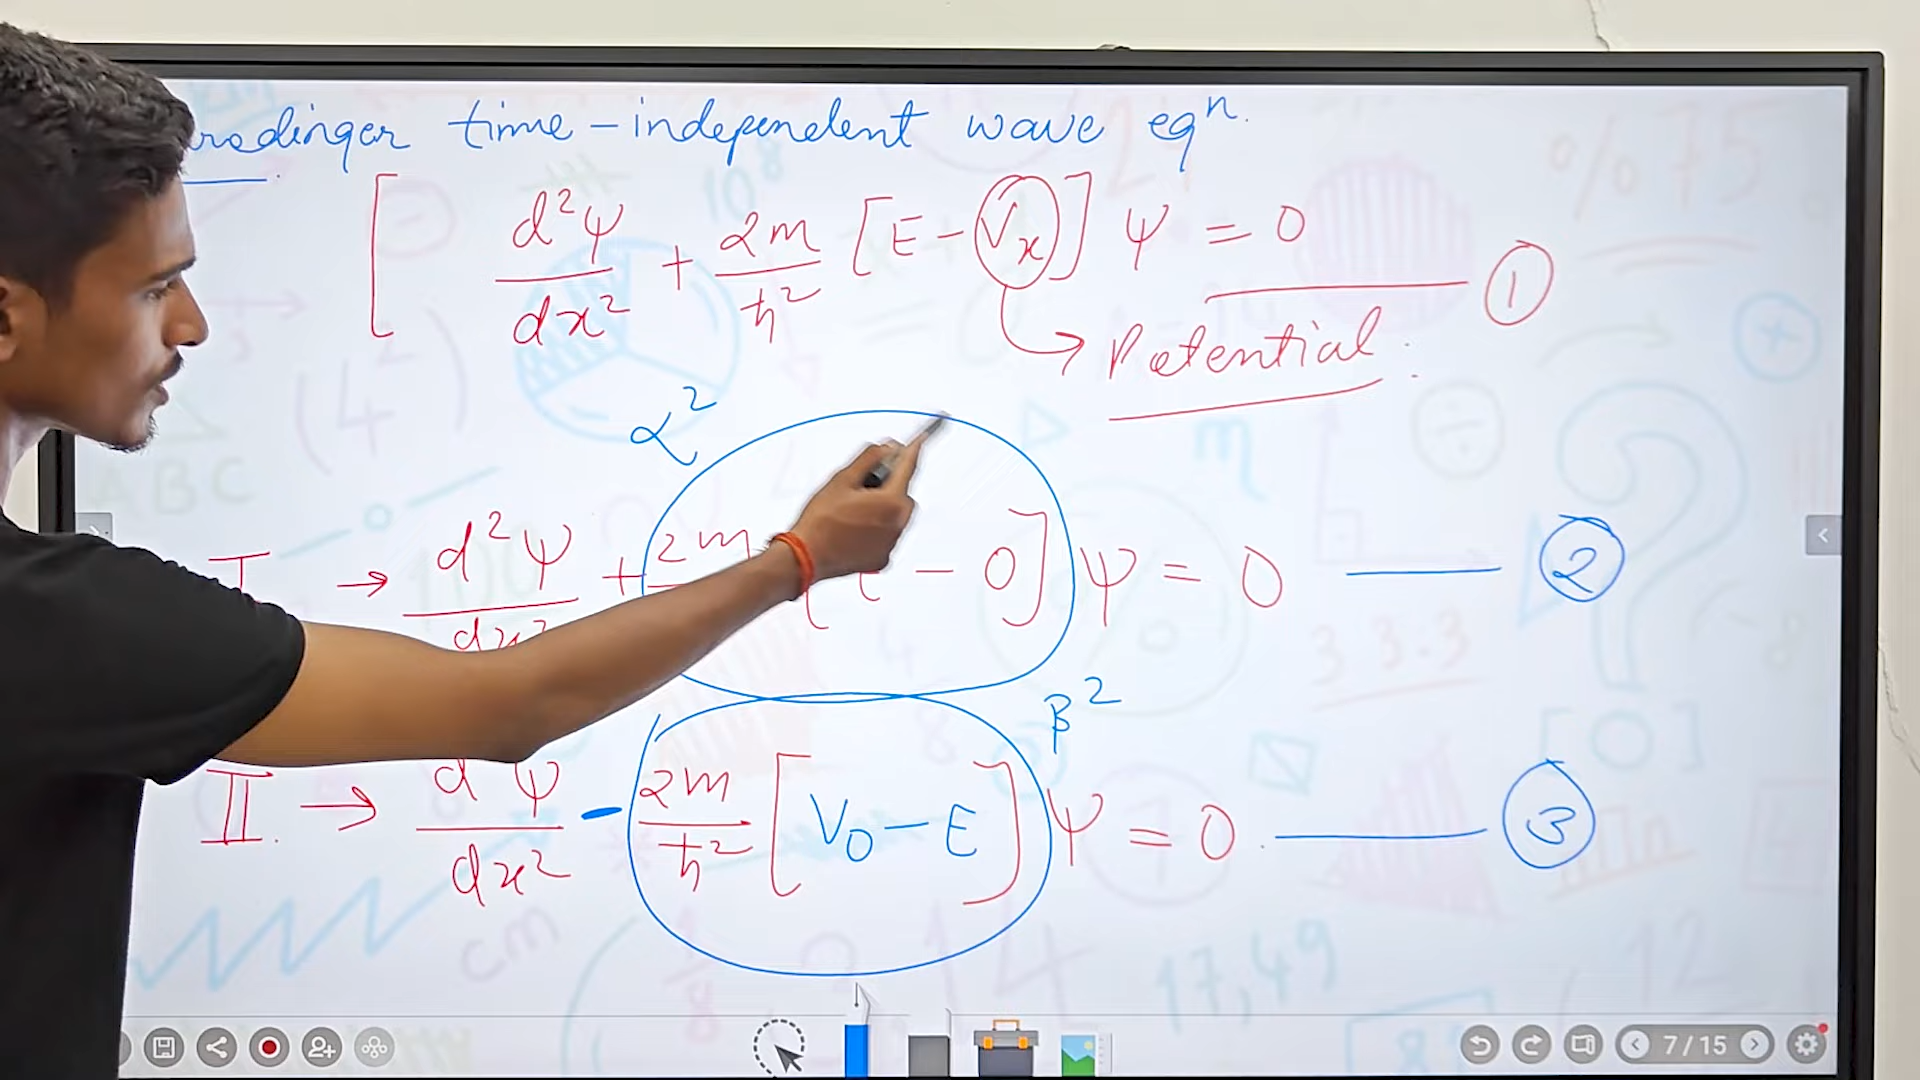 time - independent wave eqⁿ.
[ d²ψ/dx² + 2m/ħ² [E - Vₓ]] ψ = 0 ①
→ Potential.
α²
I → d²ψ/dx² + 2m [E - 0] ψ = 0 — ②
β²
II. → d²ψ/dx² - 2m/ħ² [V₀ - E] ψ = 0. — ③
7/15